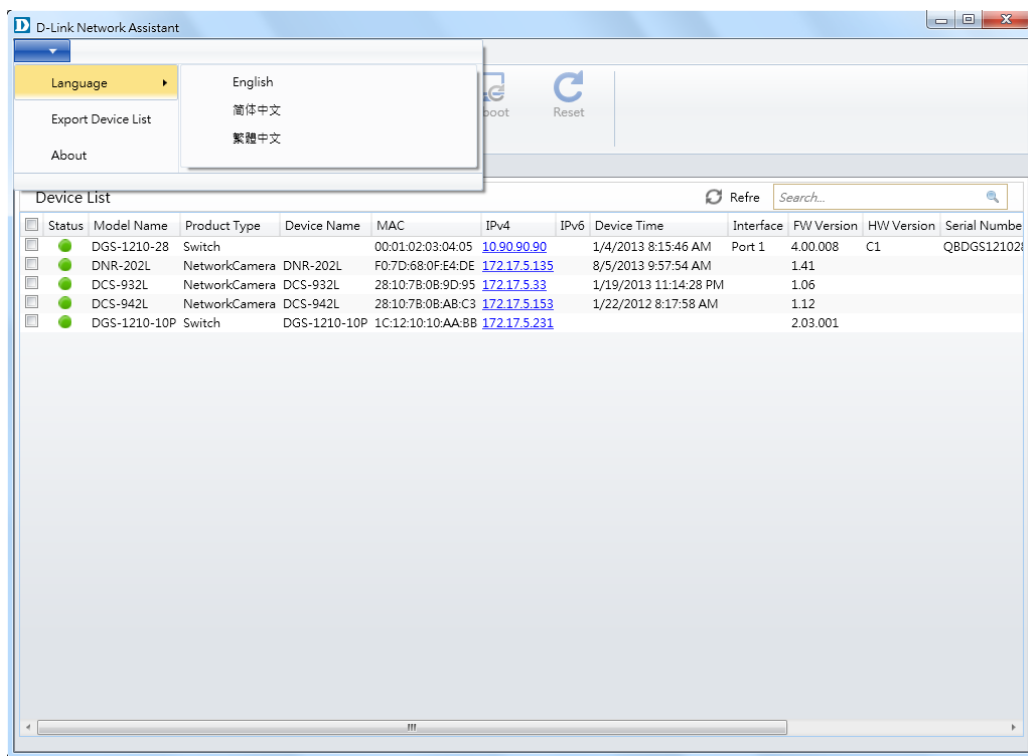 D-Link Network Assistant
Language English
简体中文
Export Device List
繁體中文
About
boot Reset
Device List Refre Search...
Status Model Name Product Type Device Name MAC IPv4 IPv6 Device Time Interface FW Version HW Version Serial Numbe
DGS-1210-28 Switch 00:01:02:03:04:05 10.90.90.90 1/4/2013 8:15:46 AM Port 1 4.00.008 C1 QBDGS121028
DNR-202L NetworkCamera DNR-202L F0:7D:68:0F:E4:DE 172.17.5.135 8/5/2013 9:57:54 AM 1.41
DCS-932L NetworkCamera DCS-932L 28:10:7B:0B:9D:95 172.17.5.33 1/19/2013 11:14:28 PM 1.06
DCS-942L NetworkCamera DCS-942L 28:10:7B:0B:AB:C3 172.17.5.153 1/22/2012 8:17:58 AM 1.12
DGS-1210-10P Switch DGS-1210-10P 1C:12:10:10:AA:BB 172.17.5.231 2.03.001